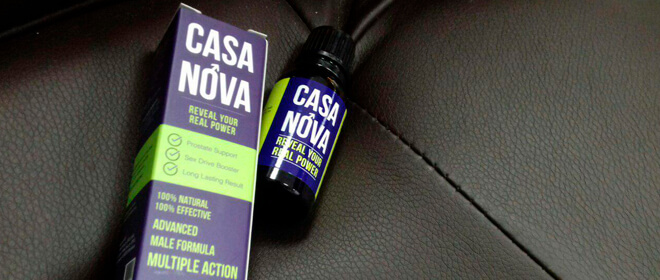 CASA
NOVA
REVEAL YOUR
REAL POWER
Prostate Support
Sex Drive Booster
Long Lasting Result
100% NATURAL
100% EFFECTIVE
ADVANCED
MALE FORMULA
MULTIPLE ACTION
CASA
NOVA
REVEAL YOUR
REAL POWER